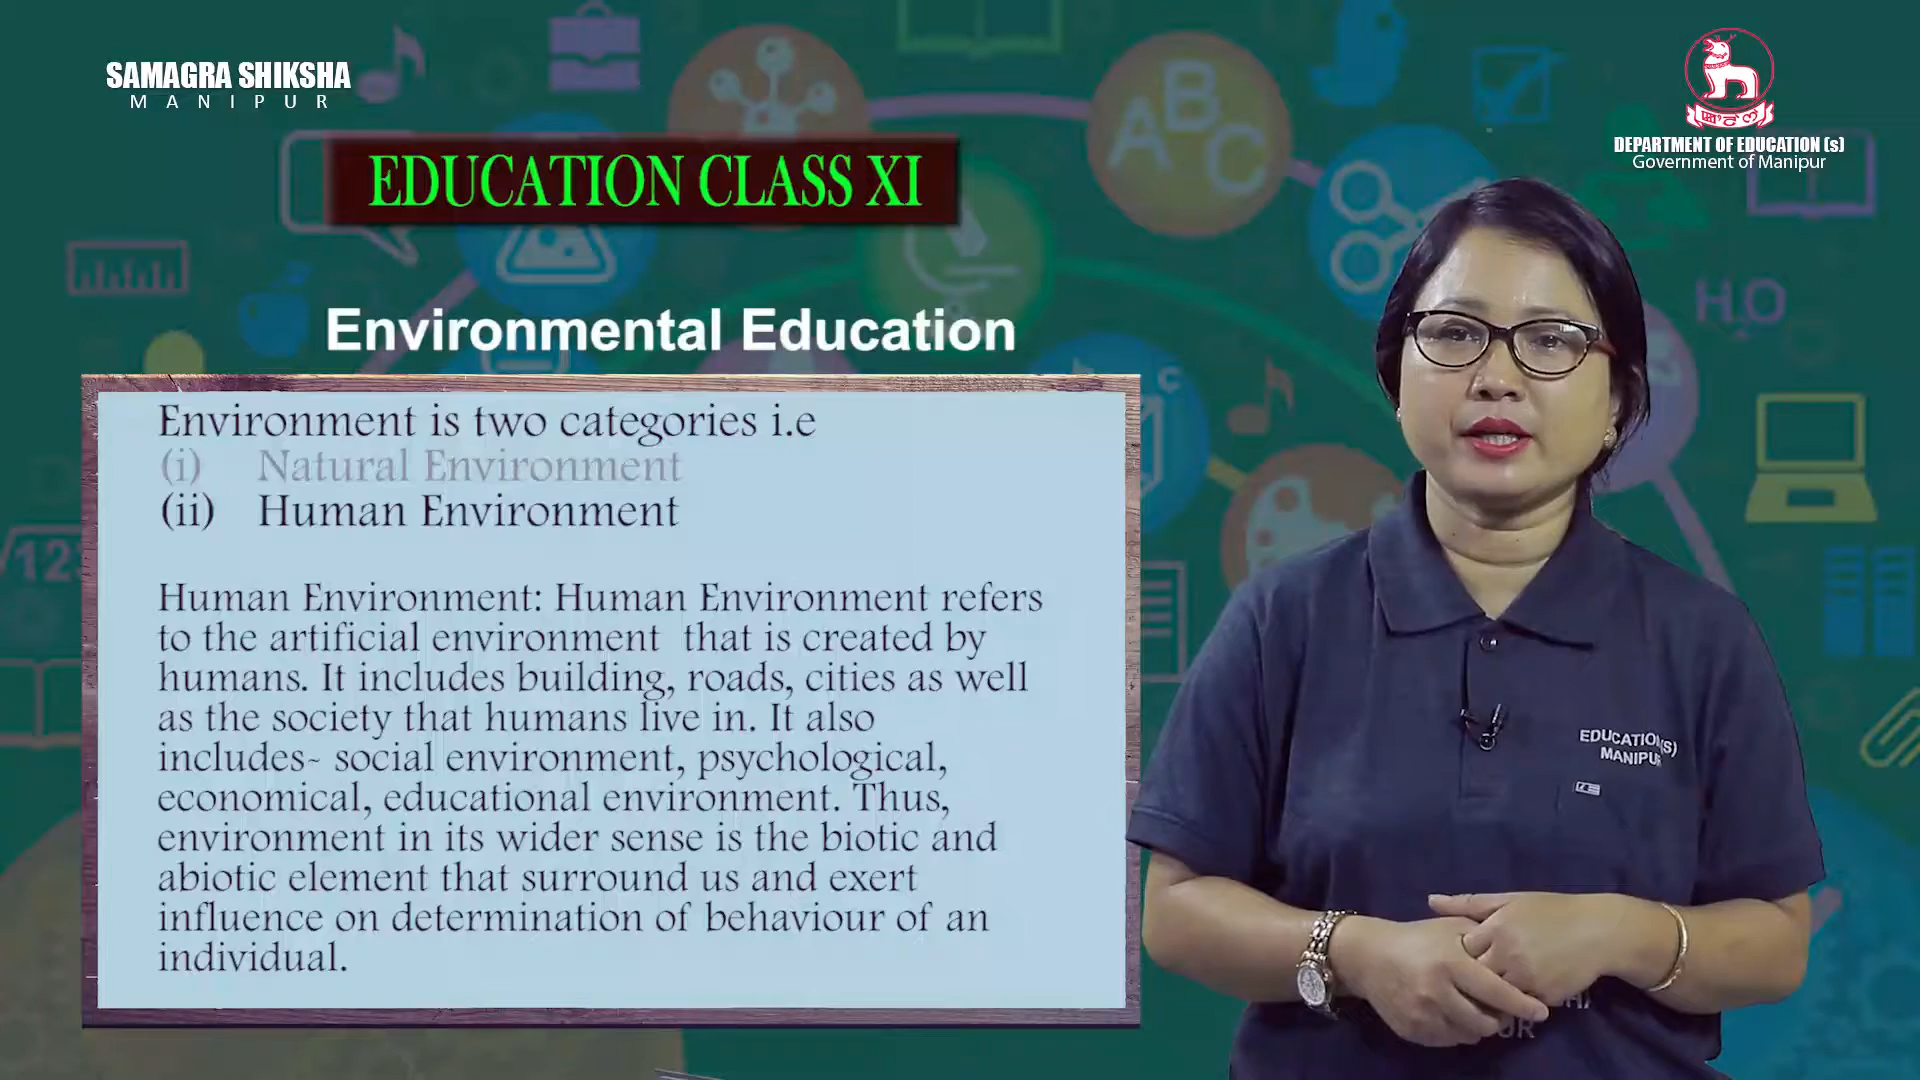 SAMAGRA SHIKSHA
MANIPUR
DEPARTMENT OF EDUCATION (s)
Government of Manipur
EDUCATION CLASS XI
ABC
H2O
Environmental Education
Environment is two categories i.e
(i) Natural Environment
(ii) Human Environment
Human Environment: Human Environment refers
to the artificial environment that is created by
humans. It includes building, roads, cities as well
as the society that humans live in. It also
includes~ social environment, psychological,
economical, educational environment. Thus,
environment in its wider sense is the biotic and
abiotic element that surround us and exert
influence on determination of behaviour of an
individual.
√123
EDUCATION(S)
MANIPUR